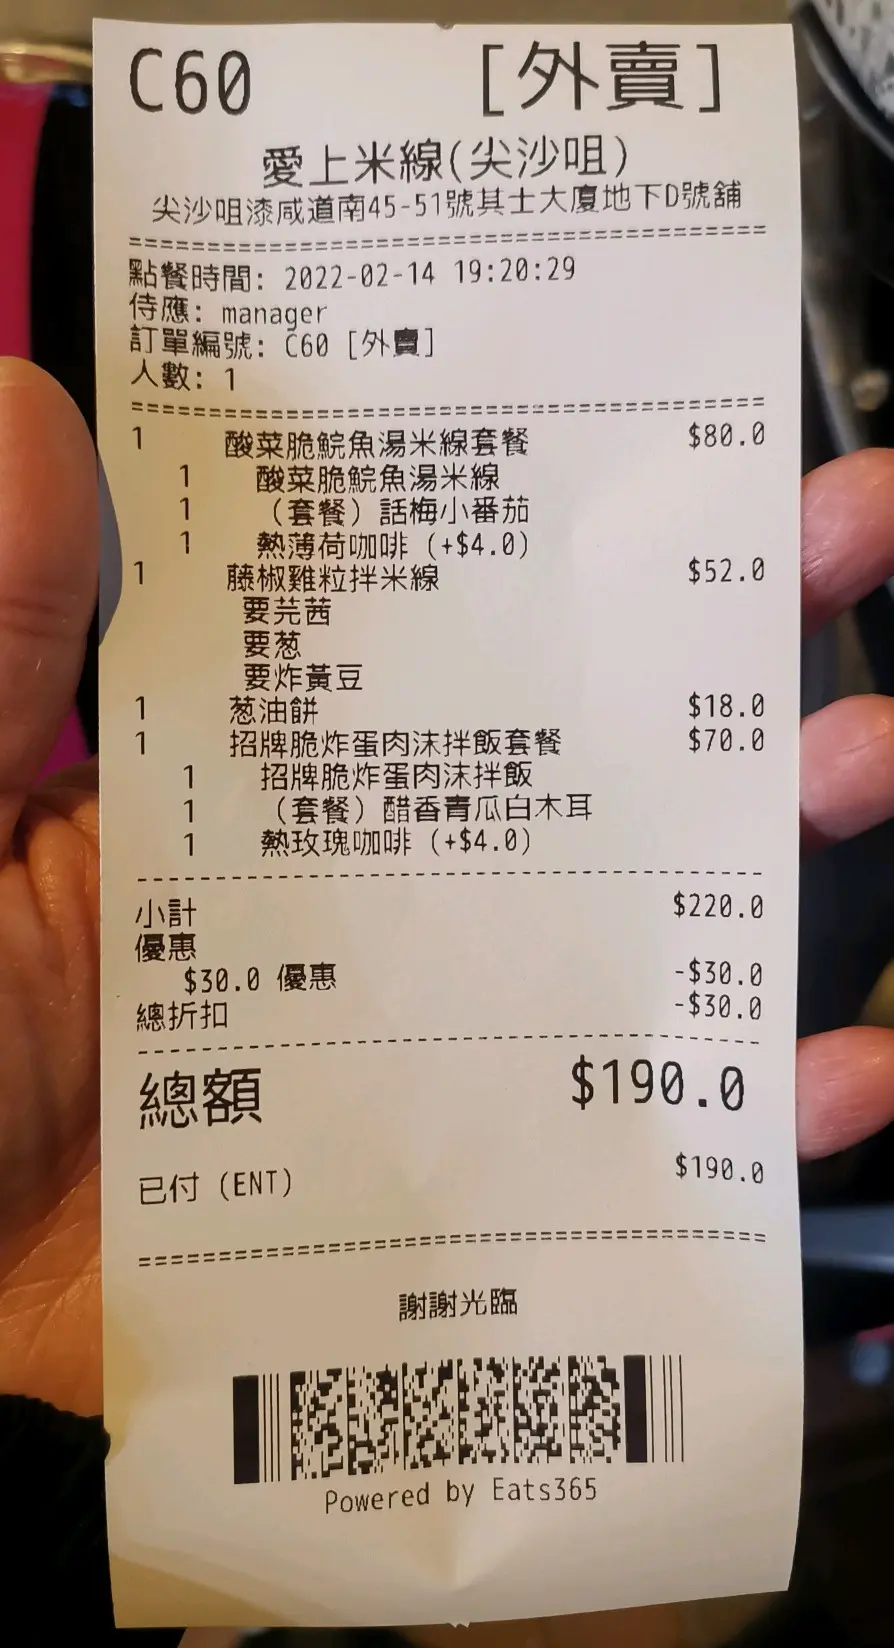 C60 [外賣]
愛上米線(尖沙咀)
尖沙咀漆咸道南45-51號其士大廈地下D號舖
========================================
點餐時間: 2022-02-14 19:20:29
侍應: manager
訂單編號: C60 [外賣]
人數: 1
========================================
1 酸菜脆鯇魚湯米線套餐 $80.0
1 酸菜脆鯇魚湯米線
1 (套餐) 話梅小番茄
1 熱薄荷咖啡 (+$4.0)
1 藤椒雞粒拌米線 $52.0
要芫茜
要葱
要炸黃豆
1 葱油餅 $18.0
1 招牌脆炸蛋肉沫拌飯套餐 $70.0
1 招牌脆炸蛋肉沫拌飯
1 (套餐) 醋香青瓜白木耳
1 熱玫瑰咖啡 (+$4.0)
----------------------------------------
小計 $220.0
優惠
$30.0 優惠 -$30.0
總折扣 -$30.0
----------------------------------------
總額 $190.0
已付 (ENT) $190.0
========================================
謝謝光臨
Powered by Eats365